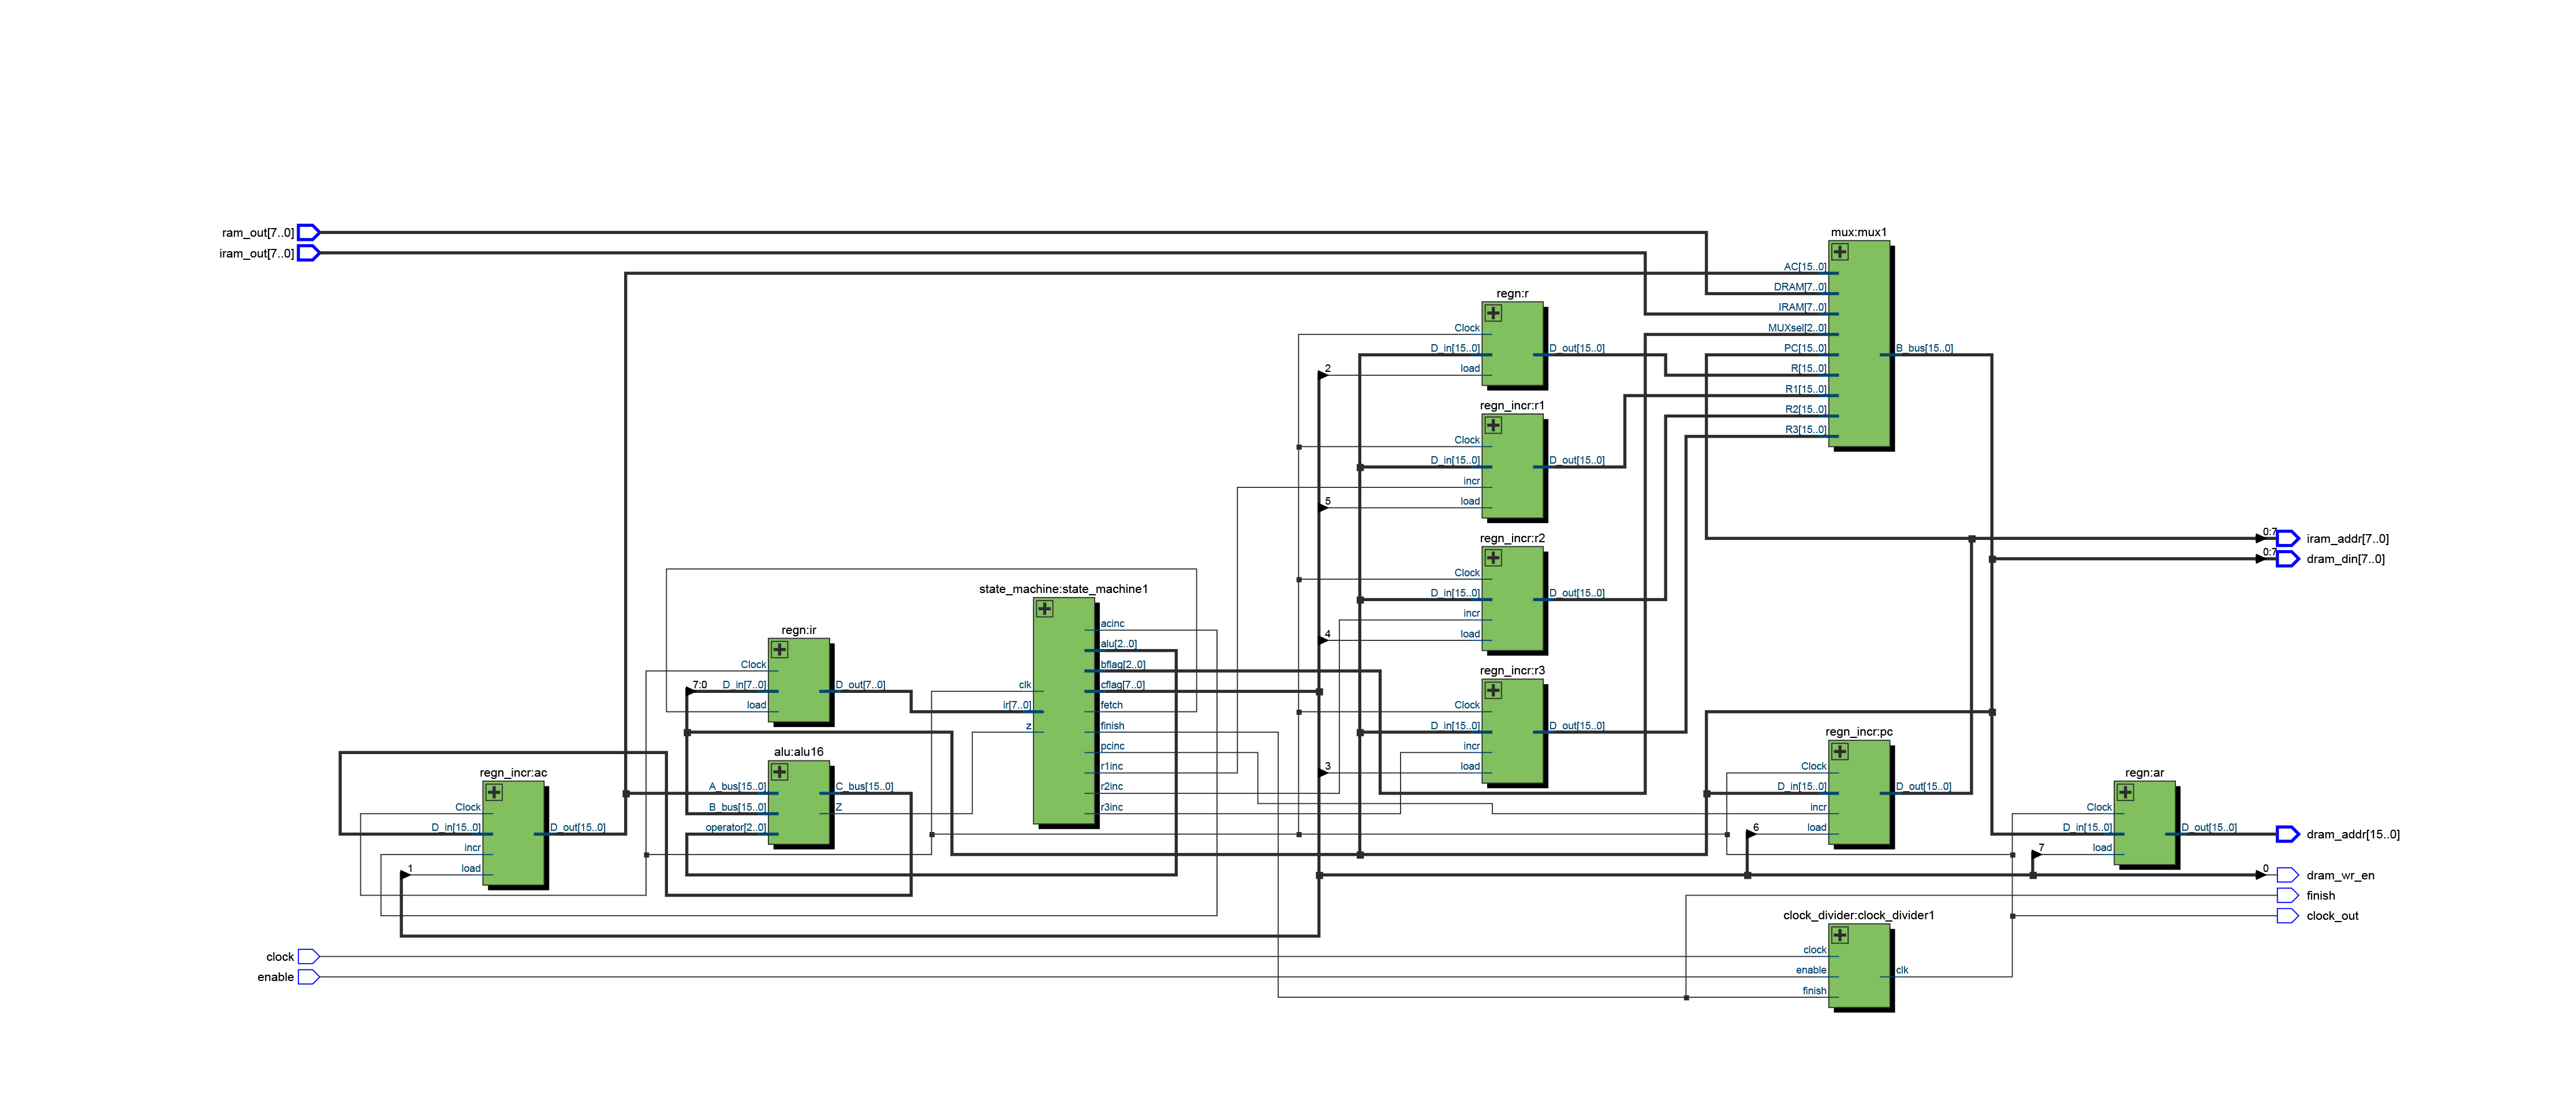 ram_out[7..0]
iram_out[7..0]
mux:mux1
AC[15..0]
DRAM[7..0]
IRAM[7..0]
MUXsel[2..0]
PC[15..0]
R[15..0]
R1[15..0]
R2[15..0]
R3[15..0]
B_bus[15..0]
regn:r
Clock
D_in[15..0]
D_out[15..0]
2
load
regn_incr:r1
Clock
D_in[15..0]
D_out[15..0]
incr
5
load
regn_incr:r2
Clock
D_in[15..0]
D_out[15..0]
incr
4
load
regn_incr:r3
Clock
D_in[15..0]
D_out[15..0]
incr
3
load
0:7
iram_addr[7..0]
0:7
dram_din[7..0]
state_machine:state_machine1
clk
ir[7..0]
z
acinc
alu[2..0]
bflag[2..0]
cflag[7..0]
fetch
finish
pcinc
r1inc
r2inc
r3inc
regn:ir
Clock
7:0
D_in[7..0]
D_out[7..0]
load
alu:alu16
A_bus[15..0]
B_bus[15..0]
operator[2..0]
C_bus[15..0]
Z
regn_incr:ac
Clock
D_in[15..0]
D_out[15..0]
incr
1
load
regn_incr:pc
Clock
D_in[15..0]
D_out[15..0]
incr
6
load
regn:ar
Clock
D_in[15..0]
D_out[15..0]
7
load
dram_addr[15..0]
0
dram_wr_en
finish
clock_out
clock_divider:clock_divider1
clock
enable
finish
clk
clock
enable